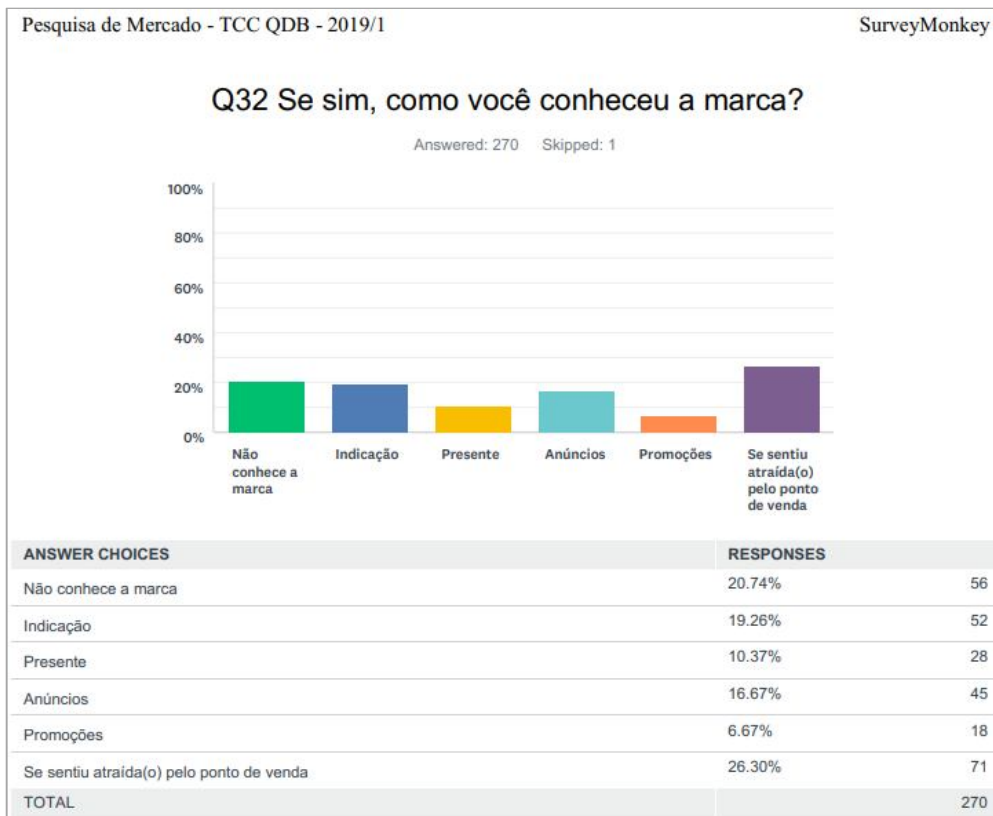 Pesquisa de Mercado - TCC QDB - 2019/1 SurveyMonkey
Q32 Se sim, como você conheceu a marca?
Answered: 270 Skipped: 1
100%
80%
60%
40%
20%
0%
Não conhece a marca
Indicação
Presente
Anúncios
Promoções
Se sentiu atraída(o) pelo ponto de venda
ANSWER CHOICES RESPONSES
Não conhece a marca 20.74% 56
Indicação 19.26% 52
Presente 10.37% 28
Anúncios 16.67% 45
Promoções 6.67% 18
Se sentiu atraída(o) pelo ponto de venda 26.30% 71
TOTAL 270